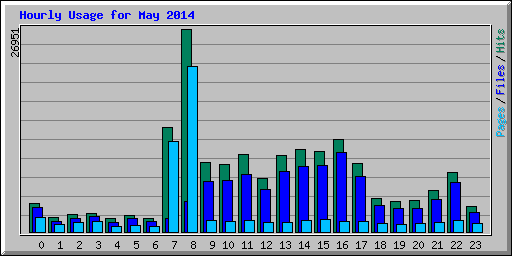 Hourly Usage for May 2014
26951
Pages / Files / Hits
0 1 2 3 4 5 6 7 8 9 10 11 12 13 14 15 16 17 18 19 20 21 22 23